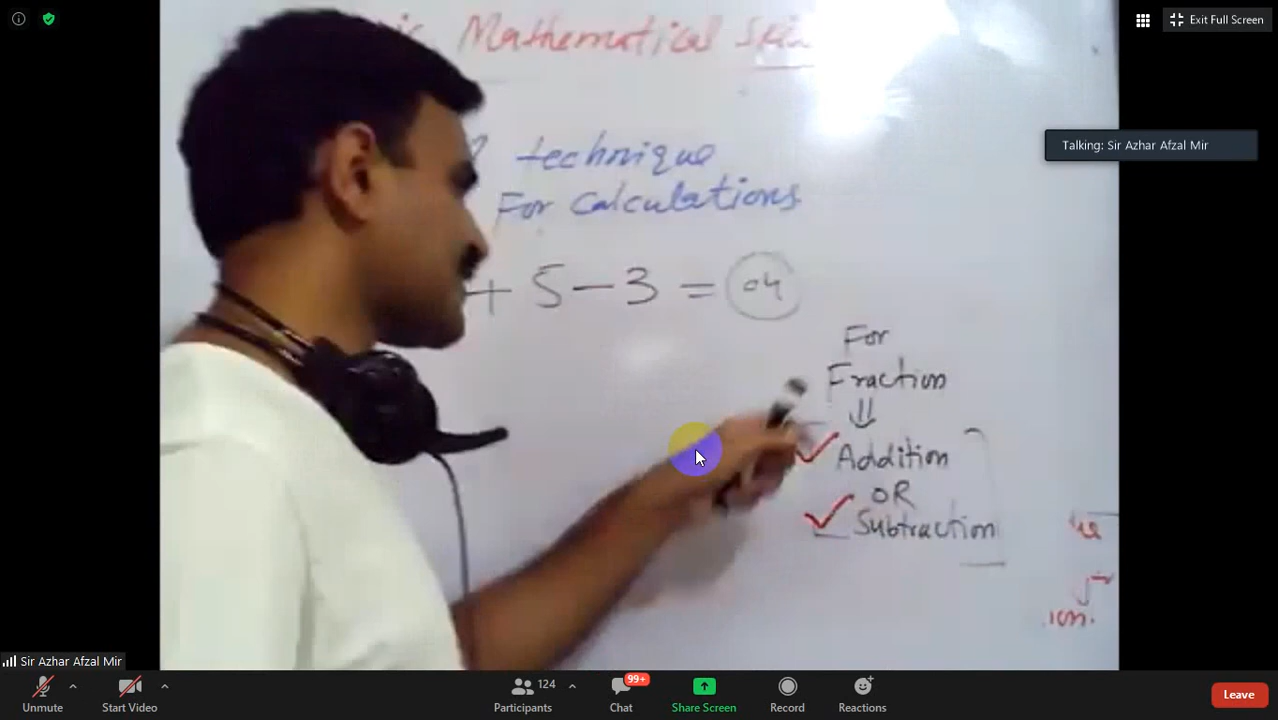 Exit Full Screen
Mathematical
Talking: Sir Azhar Afzal Mir
technique
For Calculations
+ 5 - 3 = 04
For
Fraction
⇓
✓ Addition
OR
✓ Subtraction
ion.
Sir Azhar Afzal Mir
Unmute
Start Video
Participants
124
Chat
99+
Share Screen
Record
Reactions
Leave